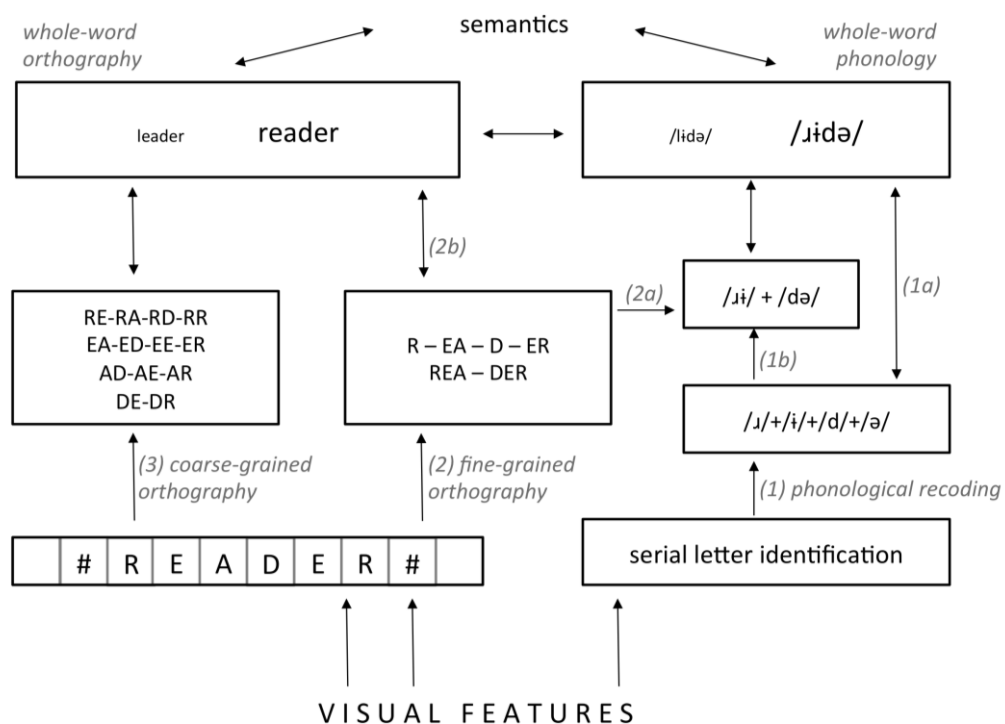 semantics
whole-word
orthography
whole-word
phonology
leader reader
/lɨdə/ /ɹɨdə/
(2b)
(2a)
(1a)
/ɹɨ/ + /də/
RE-RA-RD-RR
EA-ED-EE-ER
AD-AE-AR
DE-DR
R – EA – D – ER
REA – DER
(1b)
/ɹ/+/ɨ/+/d/+/ə/
(3) coarse-grained
orthography
(2) fine-grained
orthography
(1) phonological recoding
# R E A D E R #
serial letter identification
VISUAL FEATURES